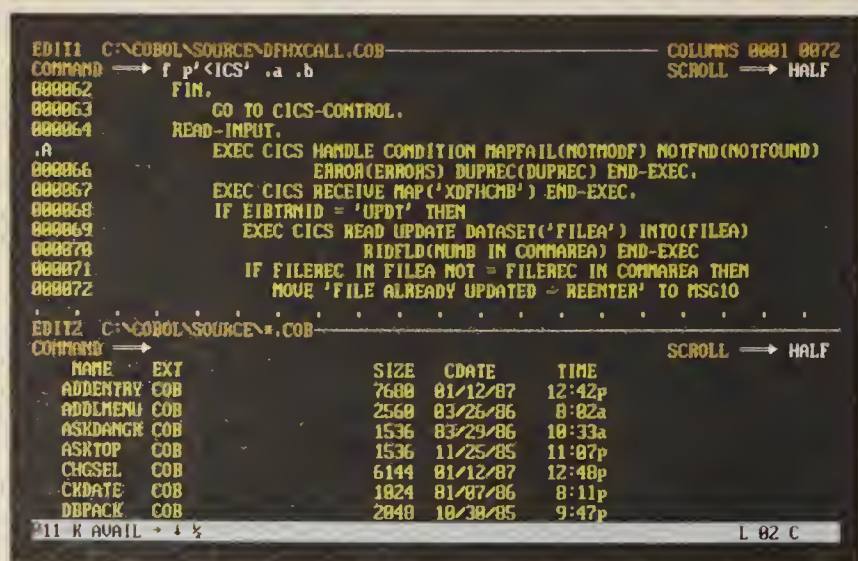 EDIT1 C:\COBOL\SOURCE\DFHXCALL.COB COLUMNS 0001 0072
COMMAND ⟹ f p'<ICS' .a .b SCROLL ⟹ HALF
000062 FIN.
000063 GO TO CICS-CONTROL.
000064 READ-INPUT.
.A EXEC CICS HANDLE CONDITION MAPFAIL(NOTMODF) NOTFND(NOTFOUND)
000066 ERROR(ERRORS) DUPREC(DUPREC) END-EXEC.
000067 EXEC CICS RECEIVE MAP('XDFHCMB') END-EXEC.
000068 IF EIBTRNID = 'UPDT' THEN
000069 EXEC CICS READ UPDATE DATASET('FILEA') INTO(FILEA)
000070 RIDFLD(NUMB IN COMMAREA) END-EXEC
000071 IF FILEREC IN FILEA NOT = FILEREC IN COMMAREA THEN
000072 MOVE 'FILE ALREADY UPDATED - REENTER' TO MSG10
EDIT2 C:\COBOL\SOURCE\*.COB
COMMAND ⟹ SCROLL ⟹ HALF
NAME EXT SIZE CDATE TIME
ADDENTRY COB 7680 01/12/87 12:42p
ADDLMENU COB 2560 03/26/86 8:02a
ASKDANGR COB 1536 03/29/86 10:33a
ASKTOP COB 1536 11/25/85 11:07p
CHGSEL COB 6144 01/12/87 12:48p
CKDATE COB 1024 01/07/86 8:11p
DBPACK COB 2048 10/30/85 9:47p
11 K AVAIL → ↓ ½ L 02 C